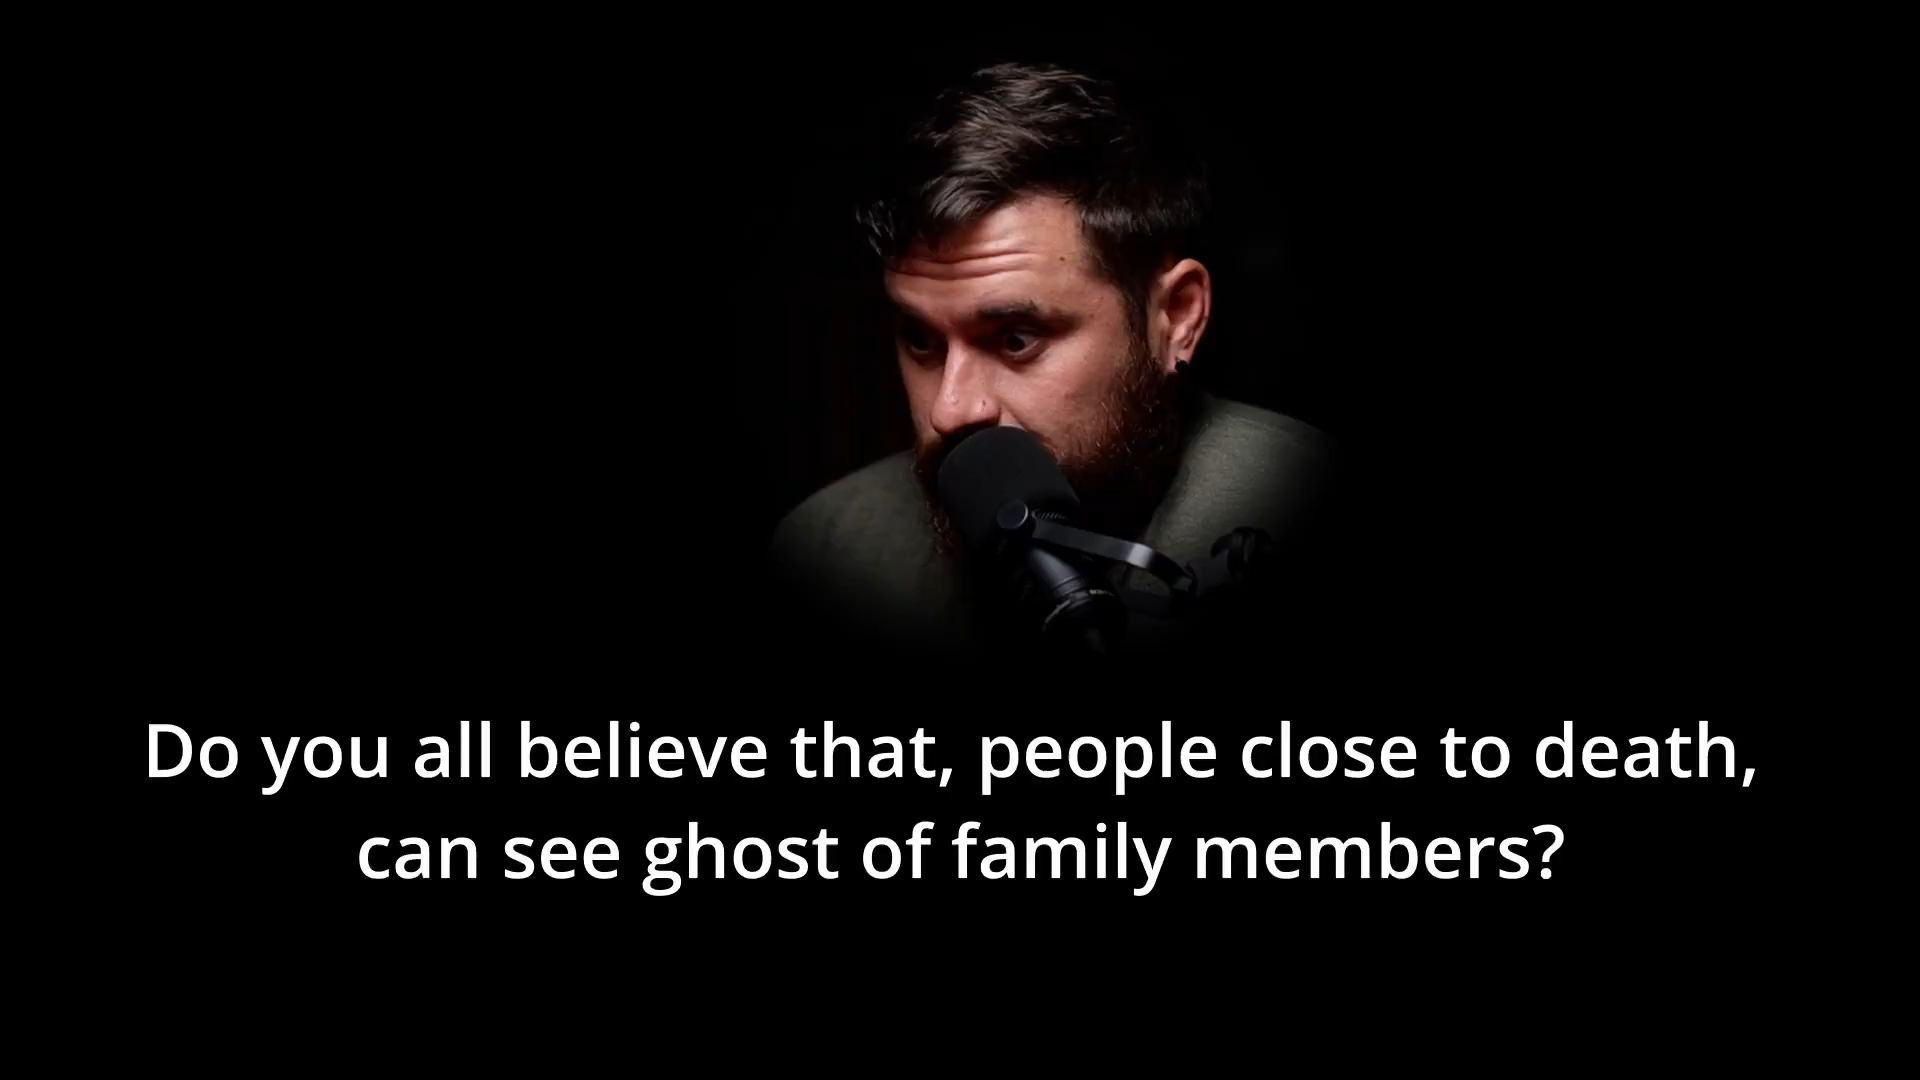 Do you all believe that, people close to death,
can see ghost of family members?